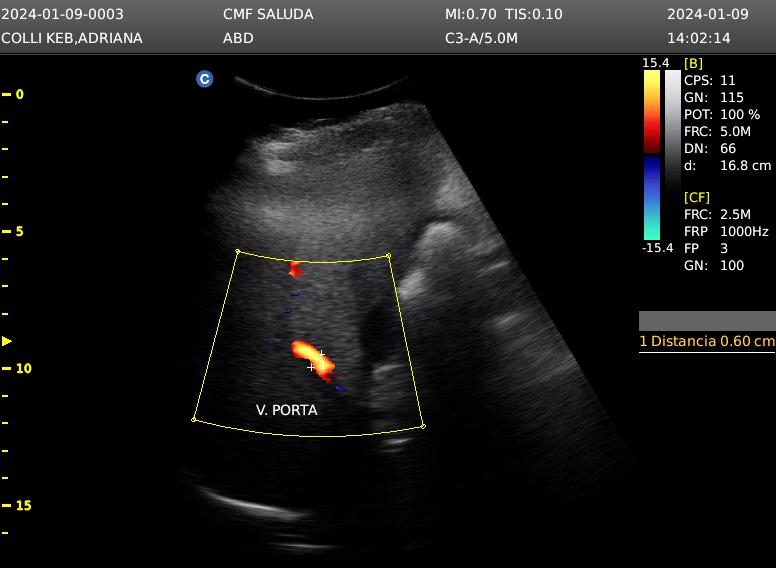 2024-01-09-0003 CMF SALUDA MI:0.70 TIS:0.10 2024-01-09
COLLI KEB,ADRIANA ABD C3-A/5.0M 14:02:14
C
15.4 [B]
CPS: 11
GN: 115
POT: 100 %
FRC: 5.0M
DN: 66
d: 16.8 cm
[CF]
FRC: 2.5M
FRP 1000Hz
FP 3
GN: 100
-15.4
0
5
10
15
1 Distancia 0.60 cm
V. PORTA